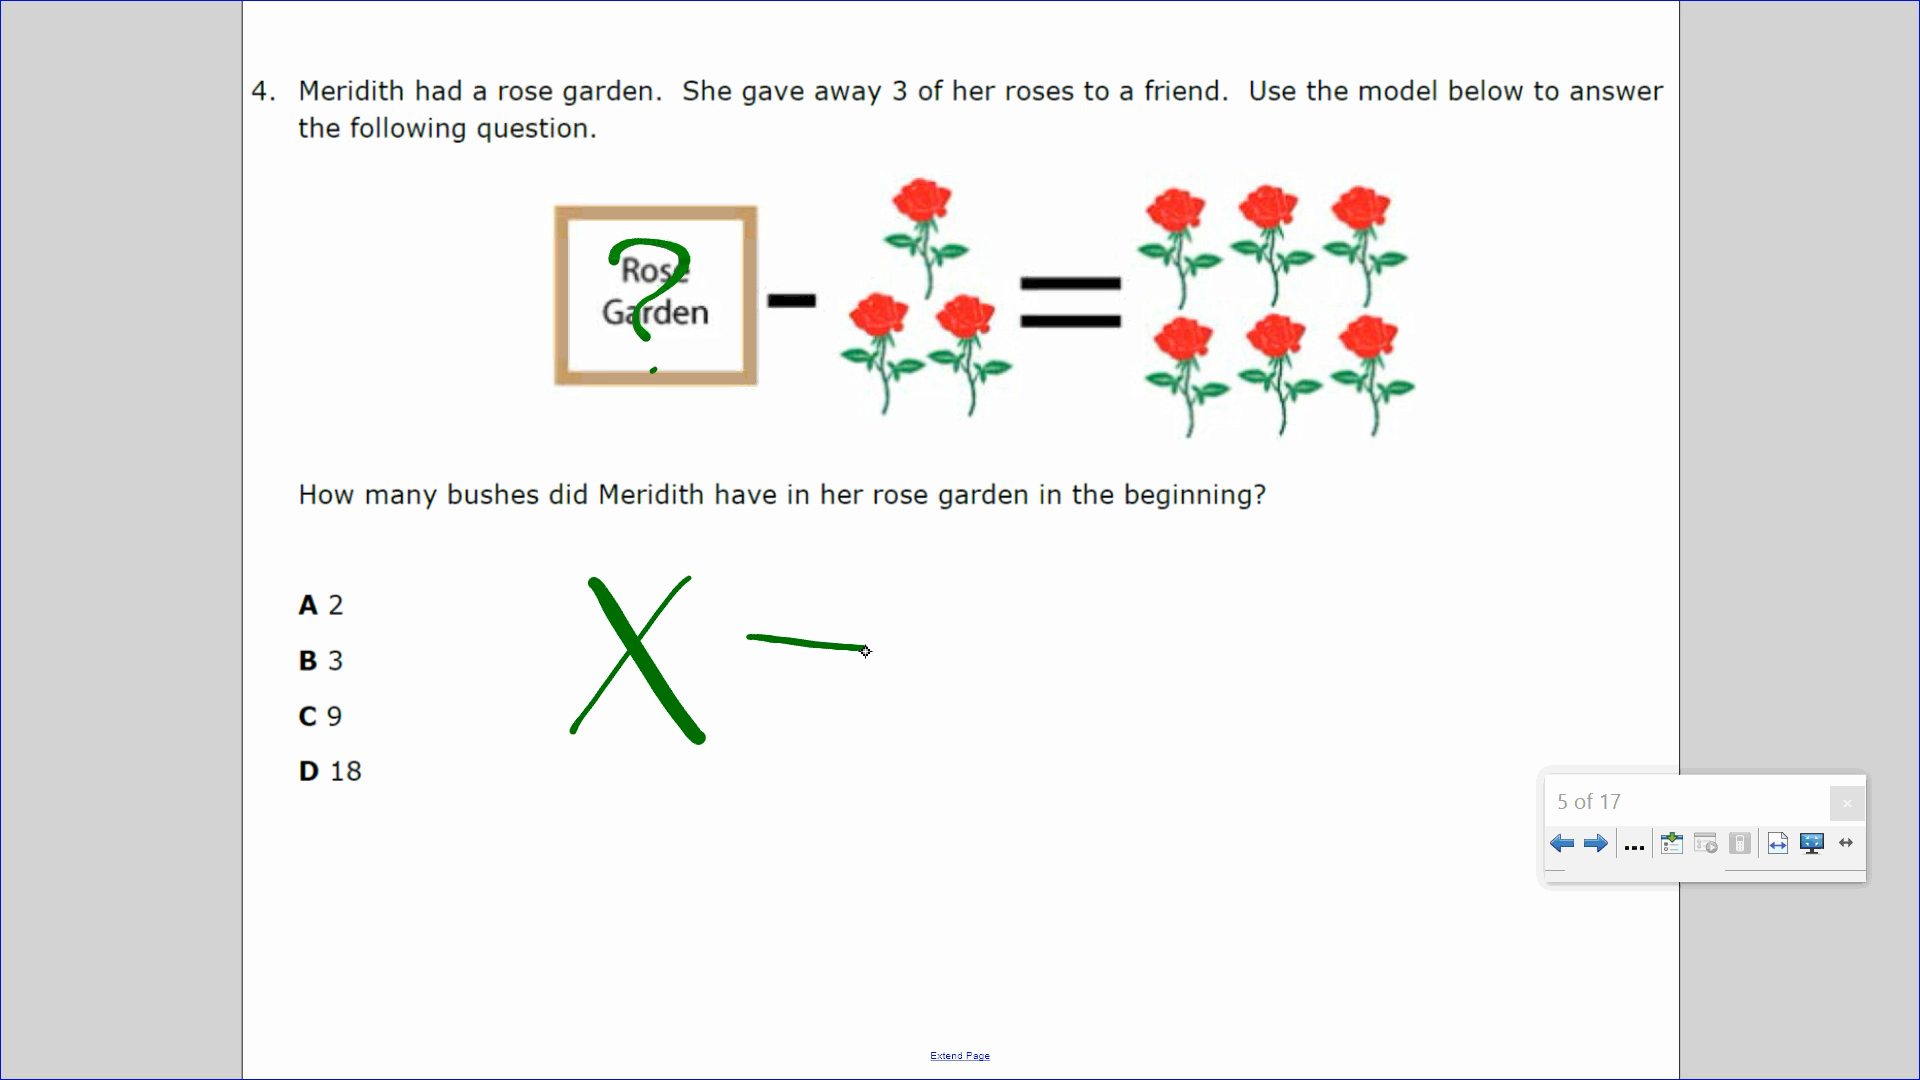 4. Meridith had a rose garden. She gave away 3 of her roses to a friend. Use the model below to answer
the following question.
?
Rose
Garden
- =
How many bushes did Meridith have in her rose garden in the beginning?
A 2
B 3
C 9
D 18
X —
5 of 17
...
Extend Page